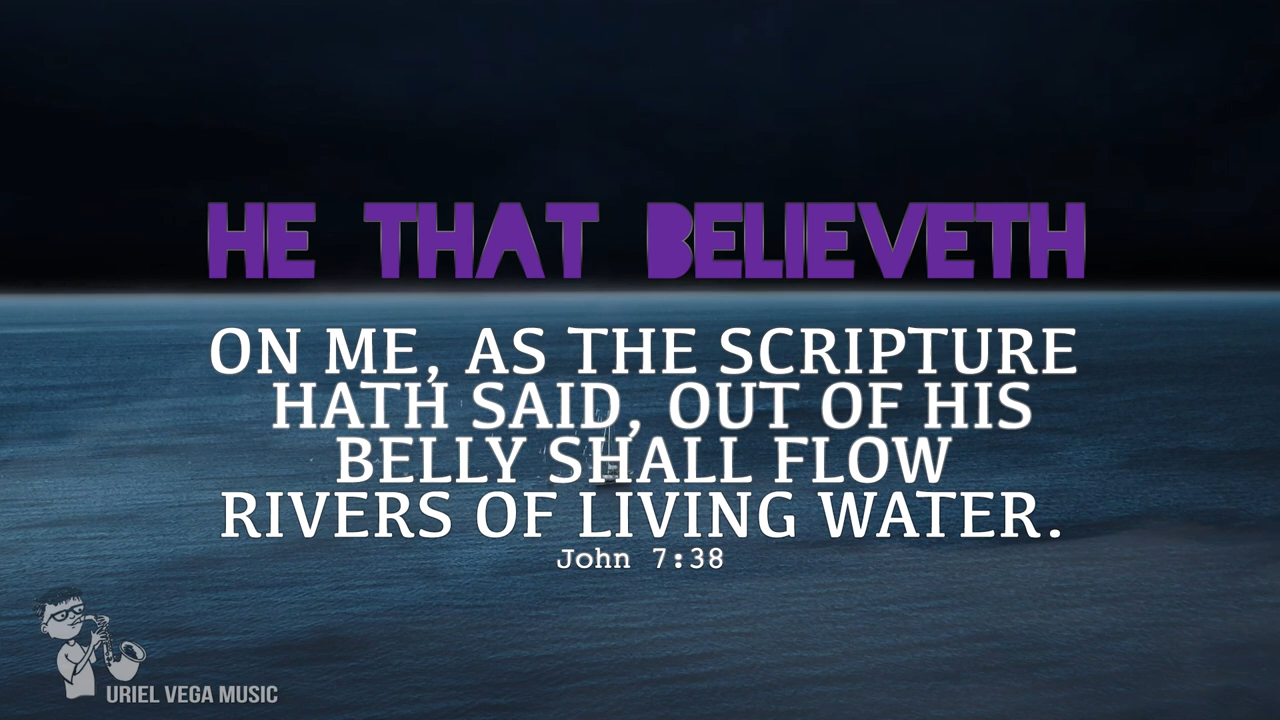 HE THAT BELIEVETH
ON ME, AS THE SCRIPTURE
HATH SAID, OUT OF HIS
BELLY SHALL FLOW
RIVERS OF LIVING WATER.
John 7:38
URIEL VEGA MUSIC